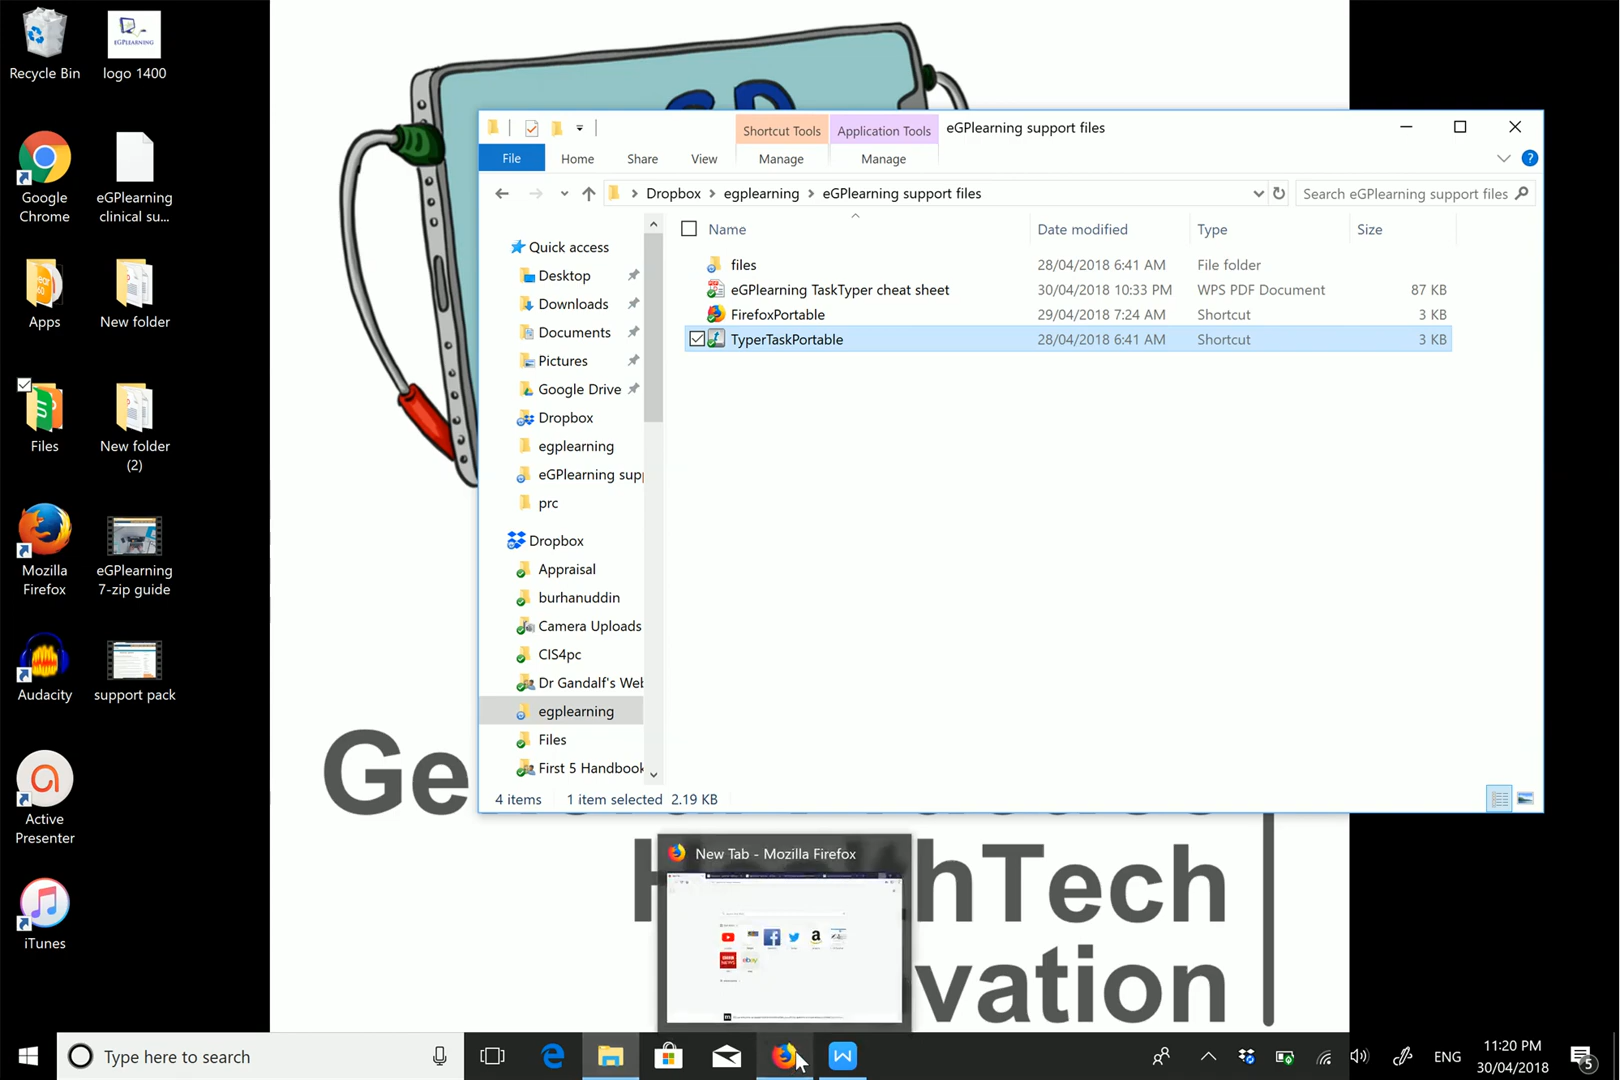 Recycle Bin
logo 1400
eGPLEARNING
Google
Chrome
eGPlearning
clinical su...
Apps
New folder
Files
New folder
(2)
Mozilla
Firefox
eGPlearning
7-zip guide
Audacity
support pack
Active
Presenter
iTunes
Shortcut Tools
Application Tools
eGPlearning support files
File
Home
Share
View
Manage
Manage
Dropbox
egplearning
eGPlearning support files
Search eGPlearning support files
Name
Date modified
Type
Size
files
28/04/2018 6:41 AM
File folder
eGPlearning TaskTyper cheat sheet
30/04/2018 10:33 PM
WPS PDF Document
87 KB
FirefoxPortable
29/04/2018 7:24 AM
Shortcut
3 KB
TyperTaskPortable
28/04/2018 6:41 AM
Shortcut
3 KB
Quick access
Desktop
Downloads
Documents
Pictures
Google Drive
Dropbox
egplearning
eGPlearning supp
prc
Dropbox
Appraisal
burhanuddin
Camera Uploads
CIS4pc
Dr Gandalf's Web
egplearning
Files
First 5 Handbook
4 items
1 item selected 2.19 KB
Ge
New Tab - Mozilla Firefox
hTech
vation
Type here to search
ENG
11:20 PM
30/04/2018
5